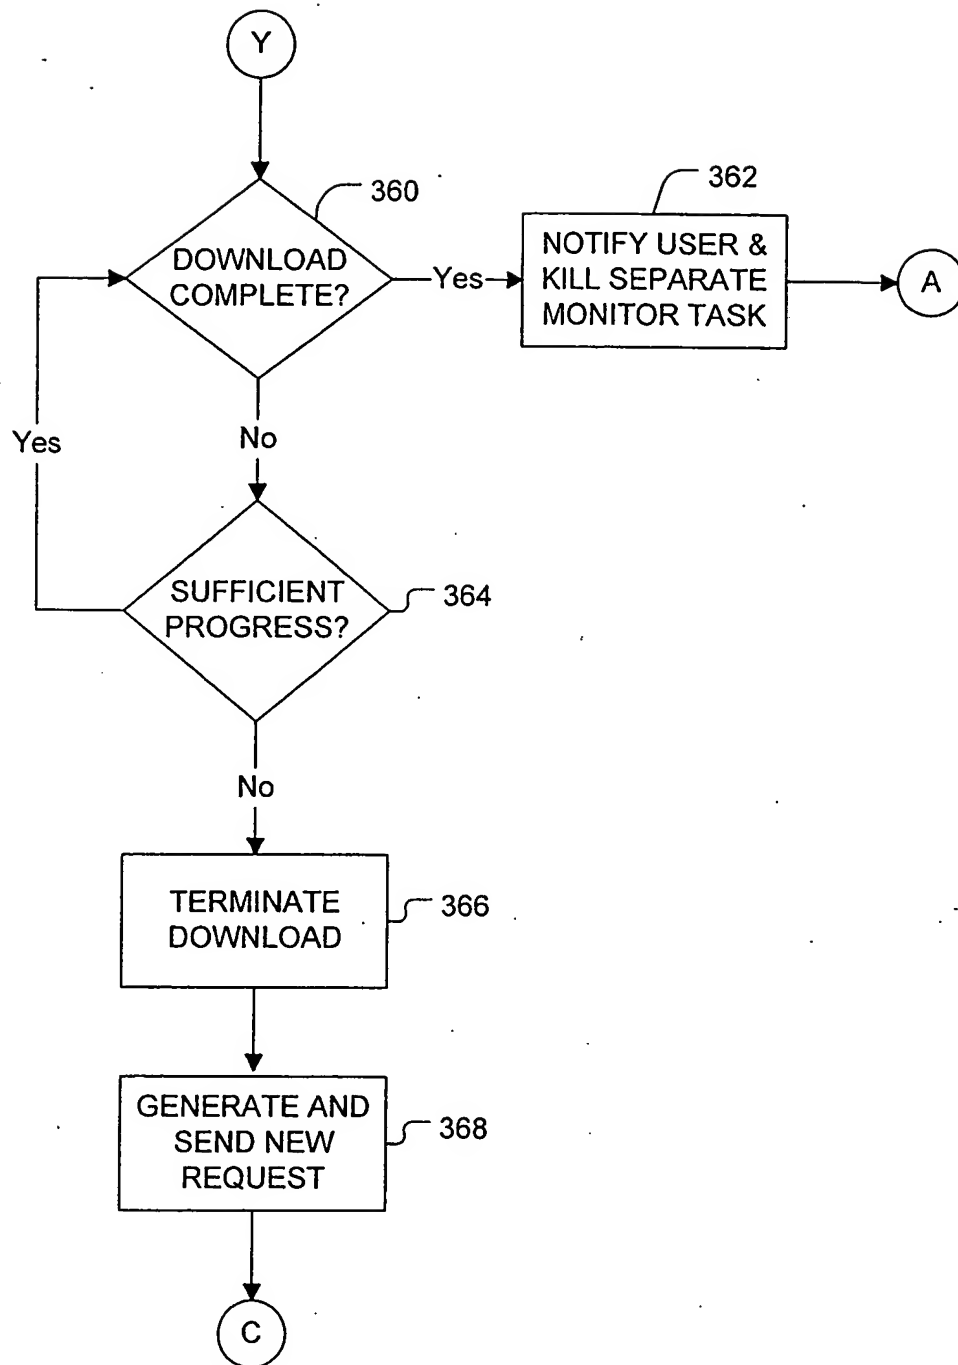 Y
360
DOWNLOAD
COMPLETE?
Yes
362
NOTIFY USER &
KILL SEPARATE
MONITOR TASK
A
No
Yes
SUFFICIENT
PROGRESS?
364
No
TERMINATE
DOWNLOAD
366
GENERATE AND
SEND NEW
REQUEST
368
C